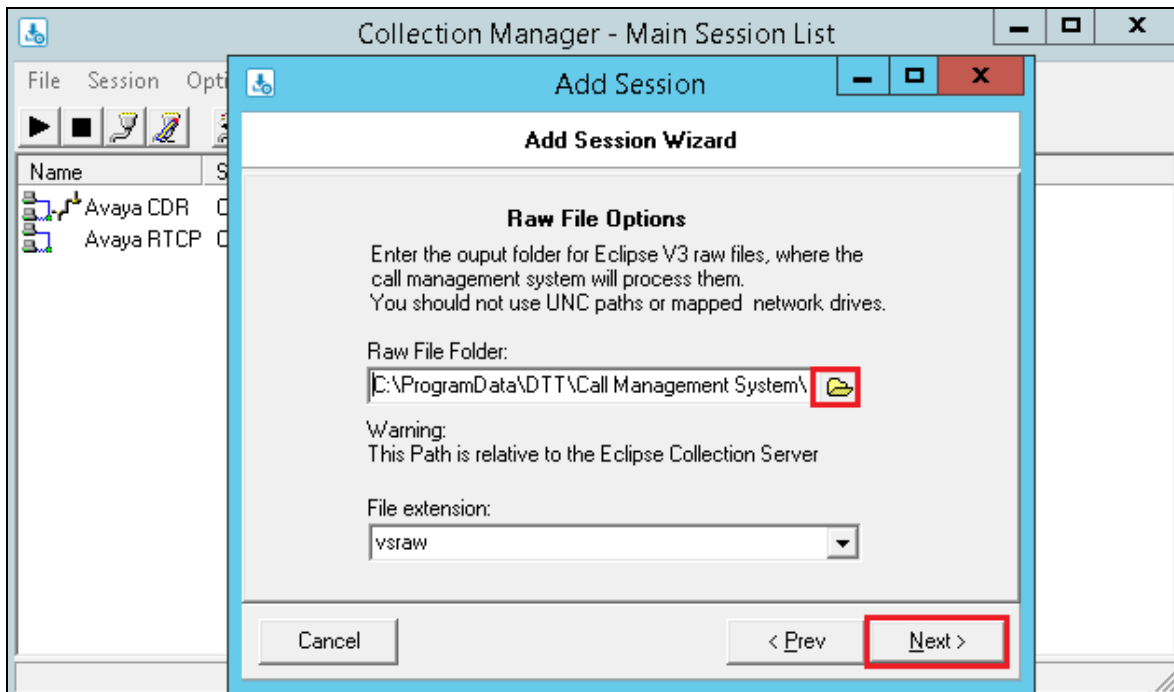 Collection Manager - Main Session List
File Session Opti
Add Session
Add Session Wizard
Name S
Avaya CDR C
Avaya RTCP C
Raw File Options
Enter the ouput folder for Eclipse V3 raw files, where the
call management system will process them.
You should not use UNC paths or mapped network drives.
Raw File Folder:
C:\ProgramData\DTT\Call Management System\
Warning:
This Path is relative to the Eclipse Collection Server
File extension:
vsraw
Cancel < Prev Next >